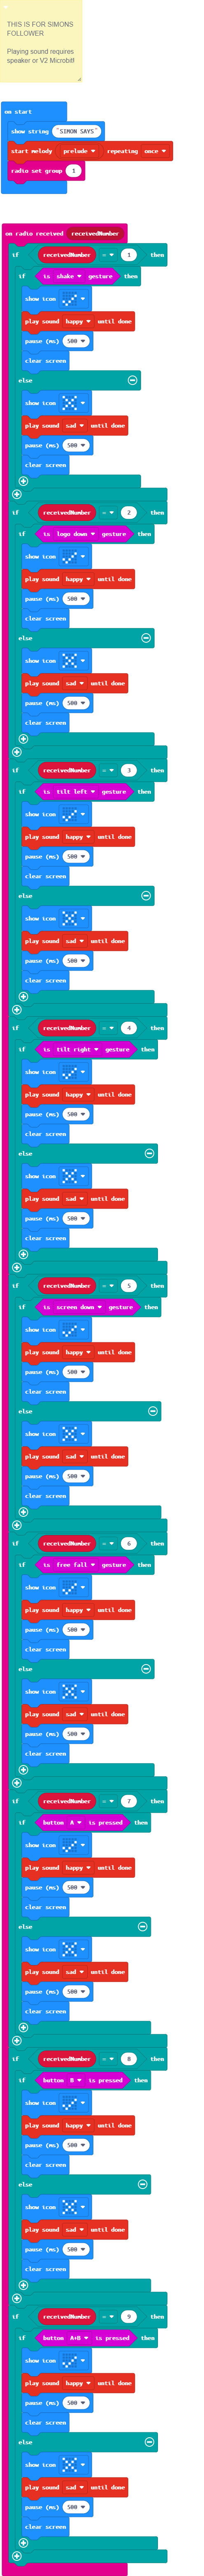 THIS IS FOR SIMONS
FOLLOWER
Playing sound requires
speaker or V2 Microbit!
on start
show string "SIMON SAYS"
start melody prelude repeating once
radio set group 1
on radio received receivedNumber
if receivedNumber = 1 then
if is shake gesture then
show icon
play sound happy until done
pause (ms) 500
clear screen
else
show icon
play sound sad until done
pause (ms) 500
clear screen
if receivedNumber = 2 then
if is logo down gesture then
show icon
play sound happy until done
pause (ms) 500
clear screen
else
show icon
play sound sad until done
pause (ms) 500
clear screen
if receivedNumber = 3 then
if is tilt left gesture then
show icon
play sound happy until done
pause (ms) 500
clear screen
else
show icon
play sound sad until done
pause (ms) 500
clear screen
if receivedNumber = 4 then
if is tilt right gesture then
show icon
play sound happy until done
pause (ms) 500
clear screen
else
show icon
play sound sad until done
pause (ms) 500
clear screen
if receivedNumber = 5 then
if is screen down gesture then
show icon
play sound happy until done
pause (ms) 500
clear screen
else
show icon
play sound sad until done
pause (ms) 500
clear screen
if receivedNumber = 6 then
if is free fall gesture then
show icon
play sound happy until done
pause (ms) 500
clear screen
else
show icon
play sound sad until done
pause (ms) 500
clear screen
if receivedNumber = 7 then
if button A is pressed then
show icon
play sound happy until done
pause (ms) 500
clear screen
else
show icon
play sound sad until done
pause (ms) 500
clear screen
if receivedNumber = 8 then
if button B is pressed then
show icon
play sound happy until done
pause (ms) 500
clear screen
else
show icon
play sound sad until done
pause (ms) 500
clear screen
if receivedNumber = 9 then
if button A+B is pressed then
show icon
play sound happy until done
pause (ms) 500
clear screen
else
show icon
play sound sad until done
pause (ms) 500
clear screen